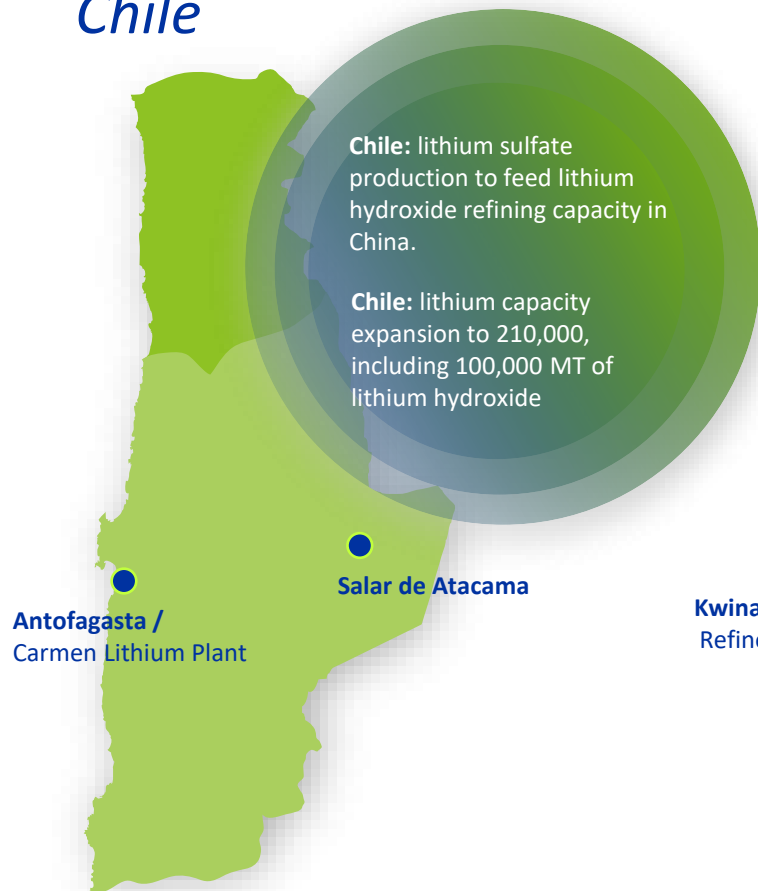 Chile
Chile: lithium sulfate
production to feed lithium
hydroxide refining capacity in
China.
Chile: lithium capacity
expansion to 210,000,
including 100,000 MT of
lithium hydroxide
Salar de Atacama
Antofagasta /
Carmen Lithium Plant